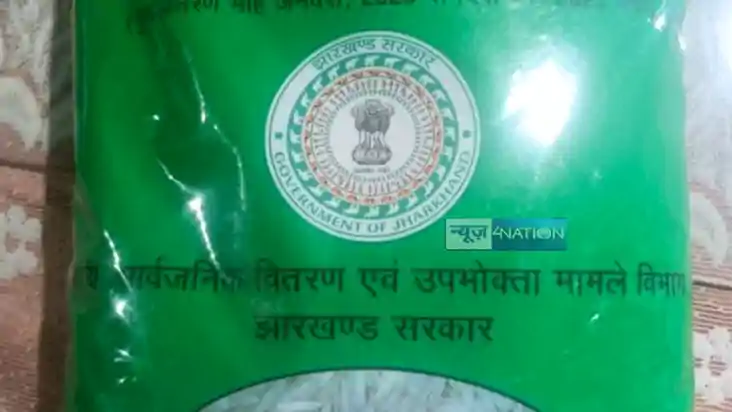 झारखण्ड सरकार
GOVERNMENT OF JHARKHAND
न्यूज़ 4NATION
सार्वजनिक वितरण एवं उपभोक्ता मामले विभाग
झारखण्ड सरकार